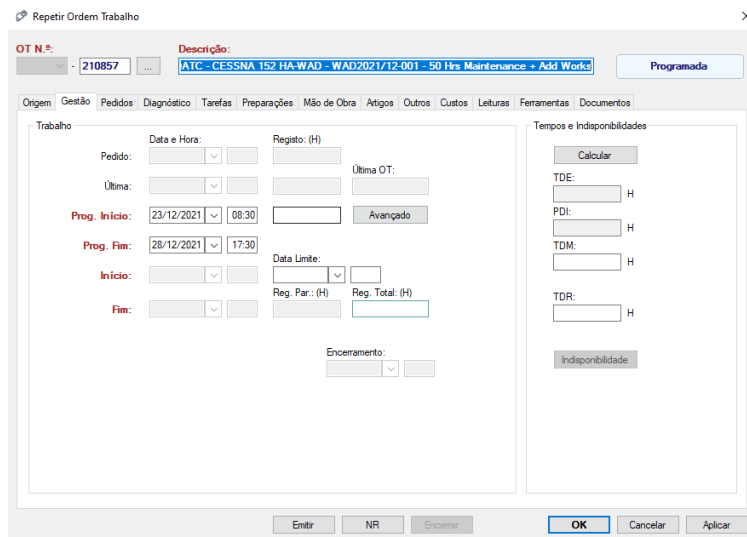 Repetir Ordem Trabalho
OT N.º:
Descrição:
- 210857 ... ATC - CESSNA 152 HA-WAD - WAD2021/12-001 - 50 Hrs Maintenance + Add Works
Programada
Origem Gestão Pedidos Diagnóstico Tarefas Preparações Mão de Obra Artigos Outros Custos Leituras Ferramentas Documentos
Trabalho
Data e Hora: Registo: (H)
Pedido:
Última OT:
Última:
Prog. Início: 23/12/2021 08:30 Avançado
Prog. Fim: 28/12/2021 17:30
Data Limite:
Início:
Reg. Par.: (H) Reg. Total: (H)
Fim:
Encerramento:
Tempos e Indisponibilidades
Calcular
TDE:
H
PDI:
H
TDM:
H
TDR:
H
Indisponibilidade
Emitir NR Encerrar OK Cancelar Aplicar